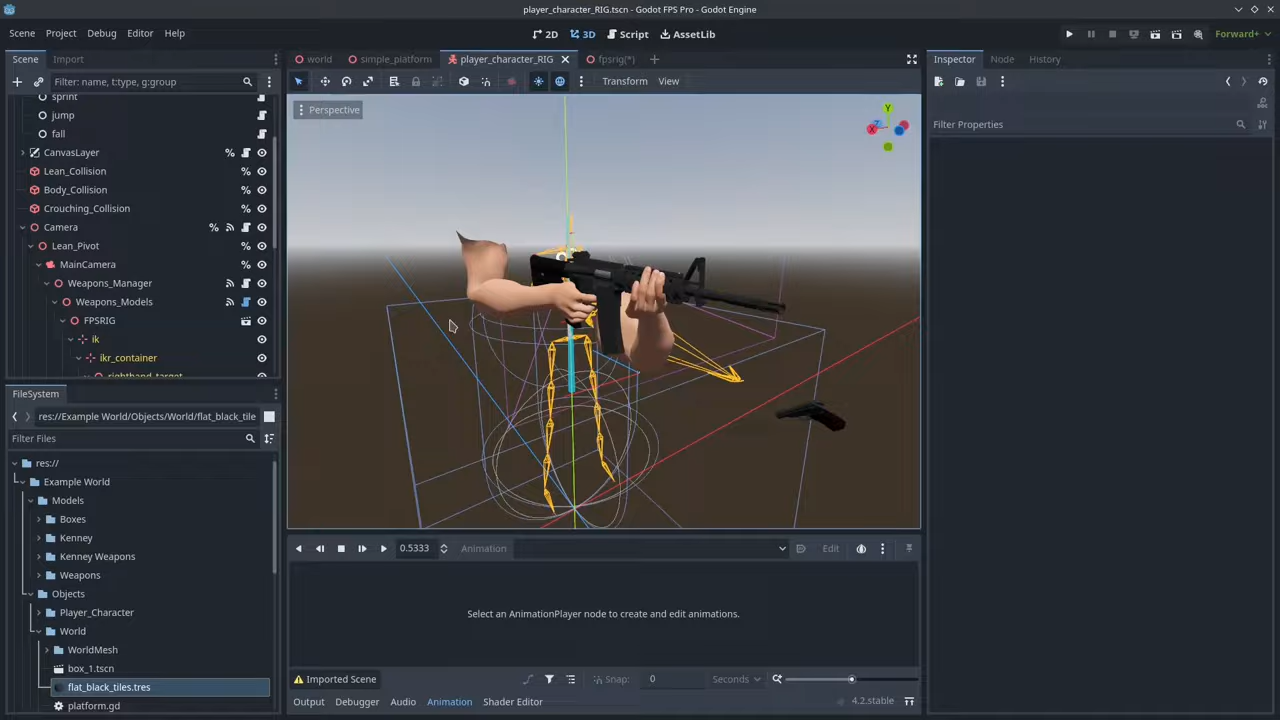 player_character_RIG.tscn - Godot FPS Pro - Godot Engine
Scene Project Debug Editor Help
2D 3D Script AssetLib
Forward+
Scene Import
world simple_platform player_character_RIG fpsrig(*)
Inspector Node History
Filter: name, t:type, g:group
Transform View
sprint
jump
fall
CanvasLayer
Lean_Collision
Body_Collision
Crouching_Collision
Camera
Lean_Pivot
MainCamera
Weapons_Manager
Weapons_Models
FPSRIG
ik
ikr_container
righthand_target
Perspective
Y
X
Z
Filter Properties
FileSystem
res://Example World/Objects/World/flat_black_tile
Filter Files
res://
Example World
Models
Boxes
Kenney
Kenney Weapons
Weapons
Objects
Player_Character
World
WorldMesh
box_1.tscn
flat_black_tiles.tres
platform.gd
0.5333 Animation Edit
Select an AnimationPlayer node to create and edit animations.
Imported Scene
Snap: 0 Seconds
Output Debugger Audio Animation Shader Editor
4.2.stable